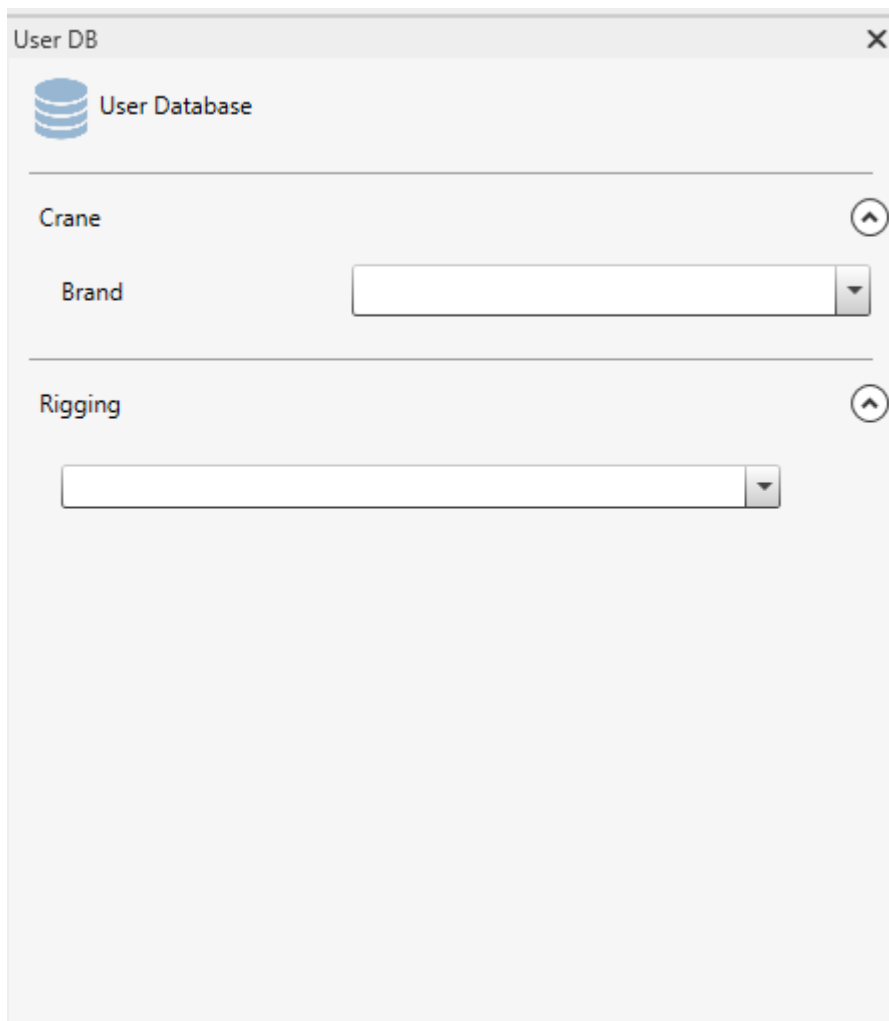 User DB
User Database
Crane
Brand
Rigging